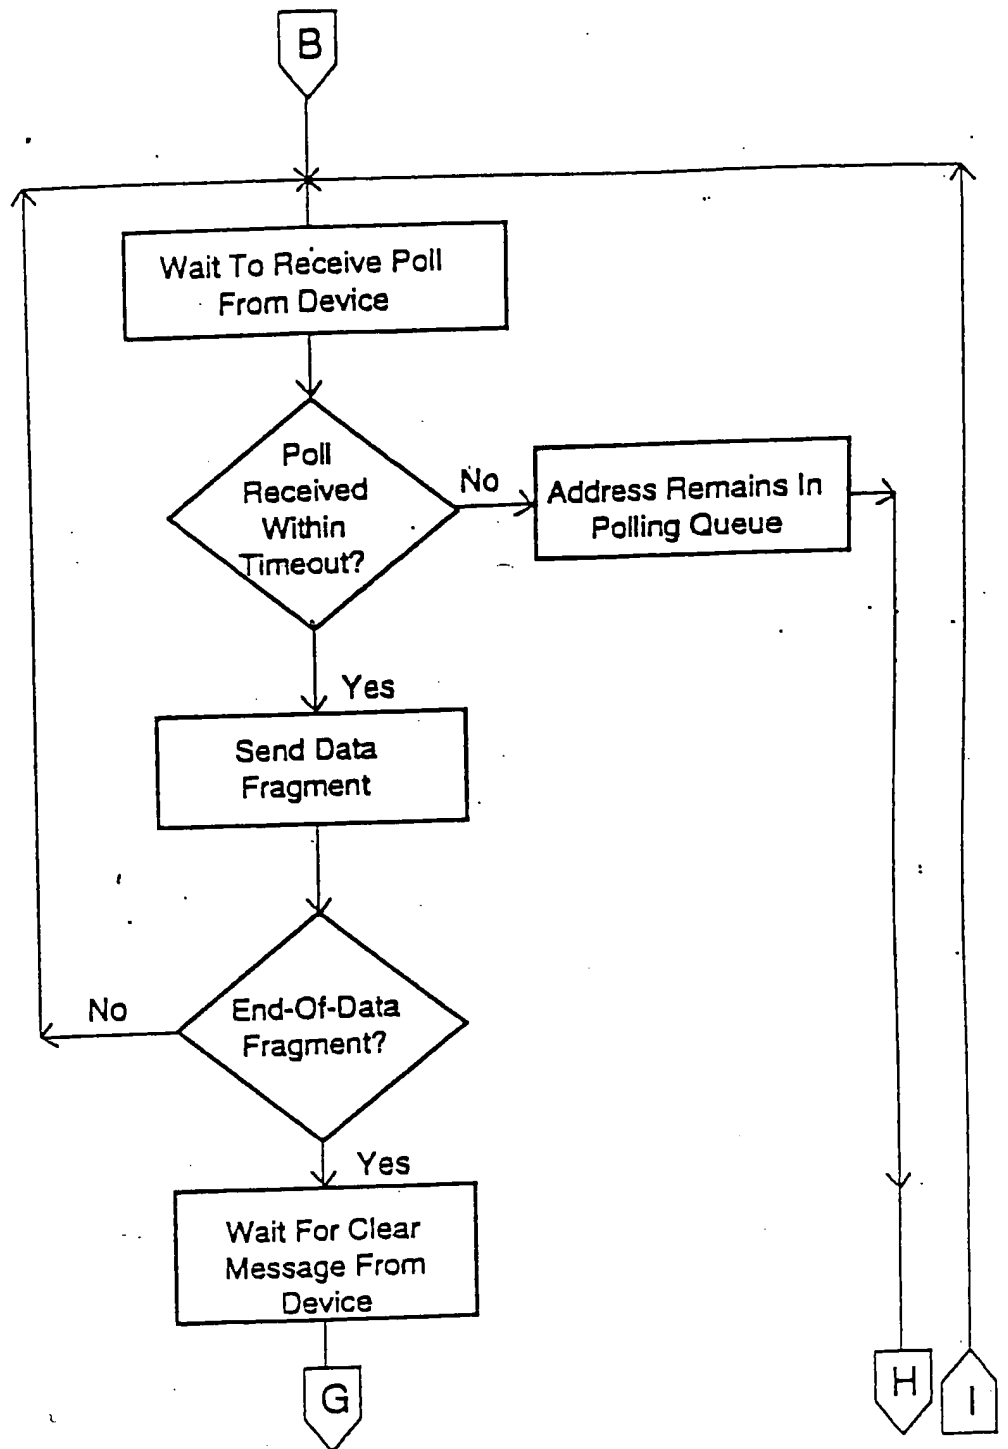 B
Wait To Receive Poll
From Device
Poll
Received
Within
Timeout?
No
Address Remains In
Polling Queue
Yes
Send Data
Fragment
No
End-Of-Data
Fragment?
Yes
Wait For Clear
Message From
Device
G
H
I